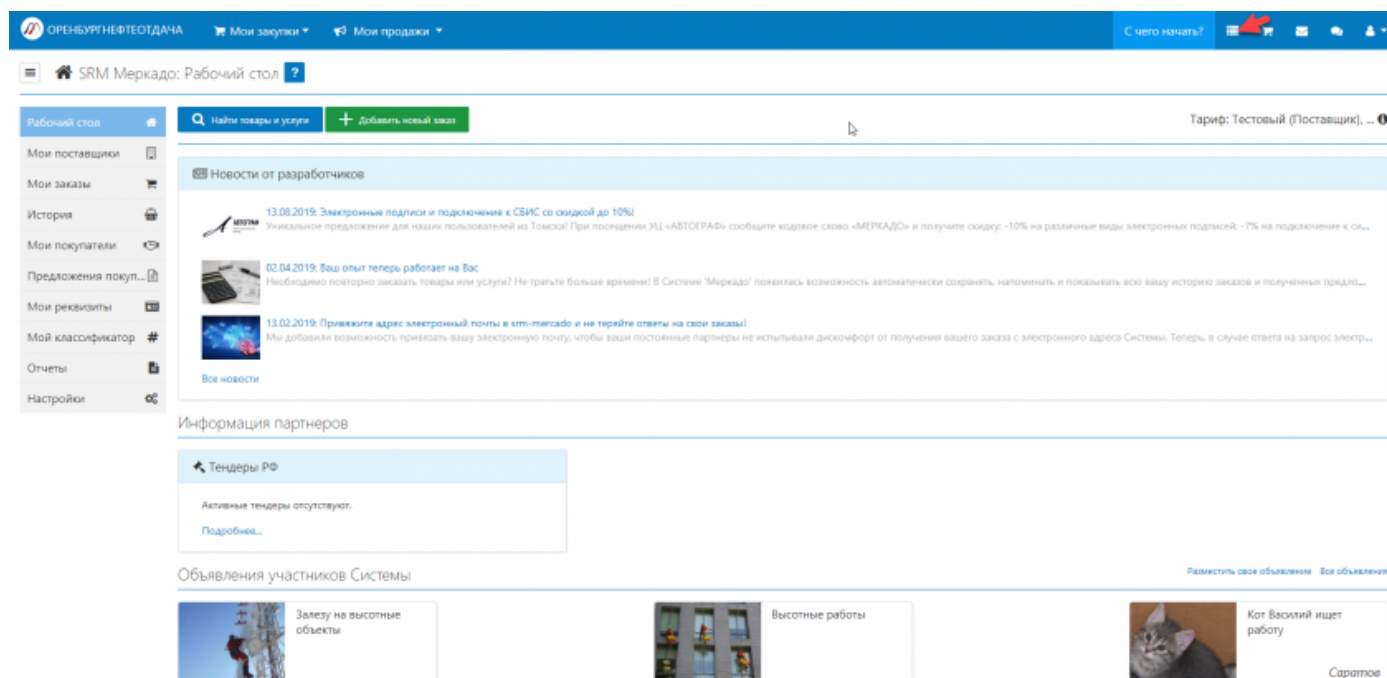 ОРЕНБУРГНЕФТЕОТДАЧА Мои закупки Мои продажи С чего начать?
SRM Меркадо: Рабочий стол ?
Рабочий стол
Мои поставщики
Мои заказы
История
Мои покупатели
Предложения покуп...
Мои реквизиты
Мой классификатор #
Отчеты
Настройки
Найти товары и услуги Добавить новый заказ Тариф: Тестовый (Поставщик), ...
Новости от разработчиков
АВТОГРАФ
13.08.2019: Электронные подписи и подключение к СБИС со скидкой до 10%!
Уникальное предложение для наших пользователей из Томска! При посещении УЦ «АВТОГРАФ» сообщите кодовое слово «МЕРКАДО» и получите скидку: -10% на различные виды электронных подписей; -7% на подключение к си...
02.04.2019: Ваш опыт теперь работает на Вас
Необходимо повторно заказать товары или услуги? Не тратьте больше времени! В Системе 'Меркадо' появилась возможность автоматически сохранять, напоминать и показывать всю вашу историю заказов и полученных предло...
13.02.2019: Привяжите адрес электронный почты в srm-mercado и не теряйте ответы на свои заказы!
Мы добавили возможность привязать вашу электронную почту, чтобы ваши постоянные партнеры не испытывали дискомфорт от получения вашего заказа с электронного адреса Системы. Теперь, в случае ответа на запрос электр...
Все новости
Информация партнеров
Тендеры РФ
Активные тендеры отсутствуют.
Подробнее...
Объявления участников Системы Разместить свое объявление Все объявления
Залезу на высотные
объекты
Высотные работы
Кот Василий ищет
работу
Саратов